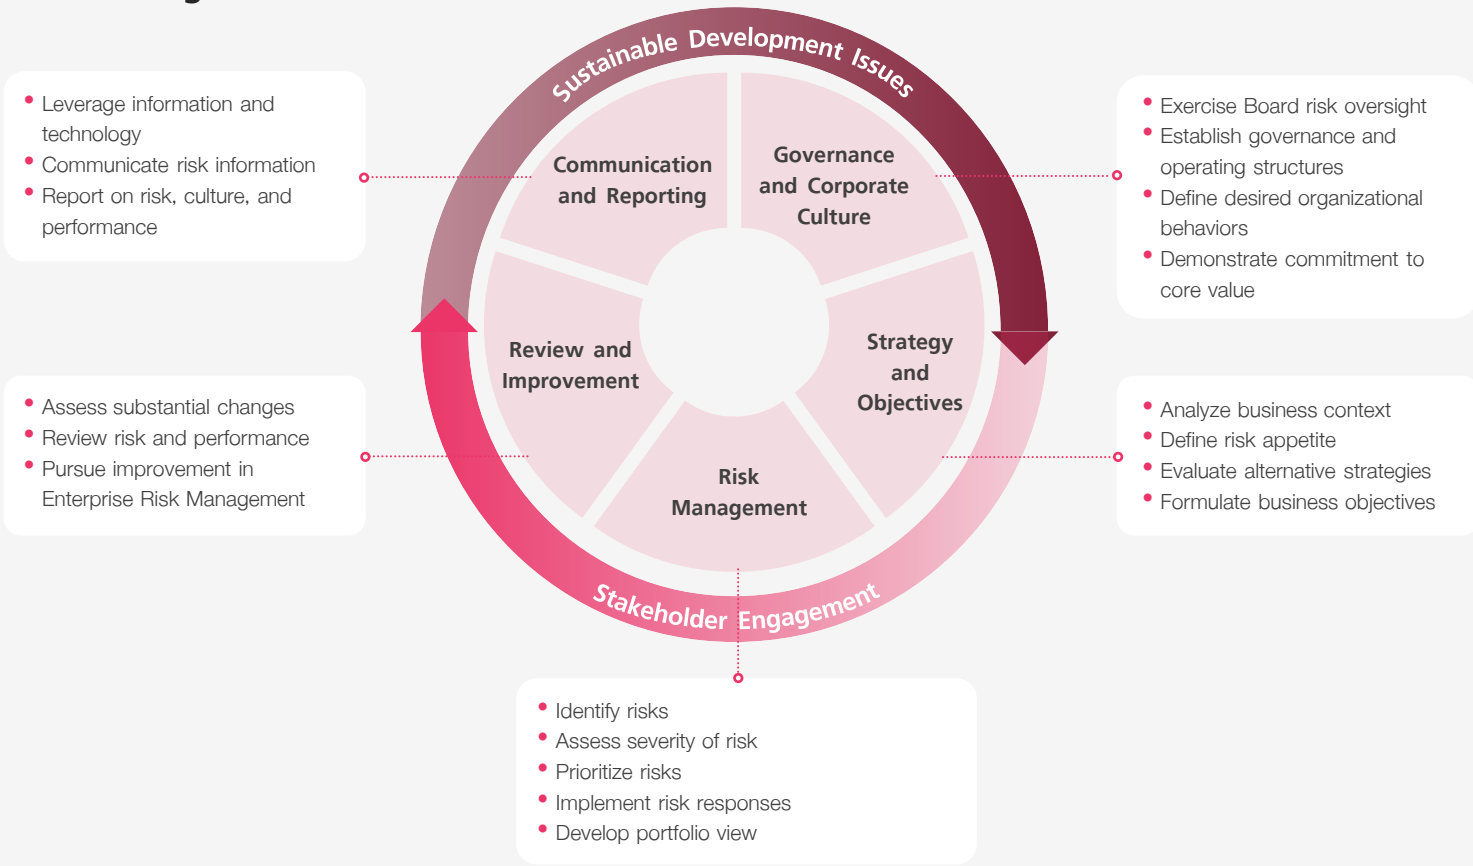 Sustainable Development Issues
Communication
and Reporting
Governance
and Corporate
Culture
Strategy
and
Objectives
Risk
Management
Review and
Improvement
Stakeholder Engagement
• Leverage information and
technology
• Communicate risk information
• Report on risk, culture, and
performance
• Exercise Board risk oversight
• Establish governance and
operating structures
• Define desired organizational
behaviors
• Demonstrate commitment to
core value
• Assess substantial changes
• Review risk and performance
• Pursue improvement in
Enterprise Risk Management
• Analyze business context
• Define risk appetite
• Evaluate alternative strategies
• Formulate business objectives
• Identify risks
• Assess severity of risk
• Prioritize risks
• Implement risk responses
• Develop portfolio view